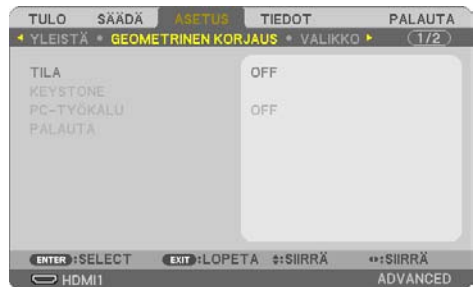 TULO SÄÄDÄ ASETUS TIEDOT PALAUTA
YLEISTÄ • GEOMETRINEN KORJAUS • VALIKKO 1/2
TILA OFF
KEYSTONE
PC-TYÖKALU OFF
PALAUTA
ENTER :SELECT EXIT :LOPETA :SIIRRÄ :SIIRRÄ
HDMI1 ADVANCED